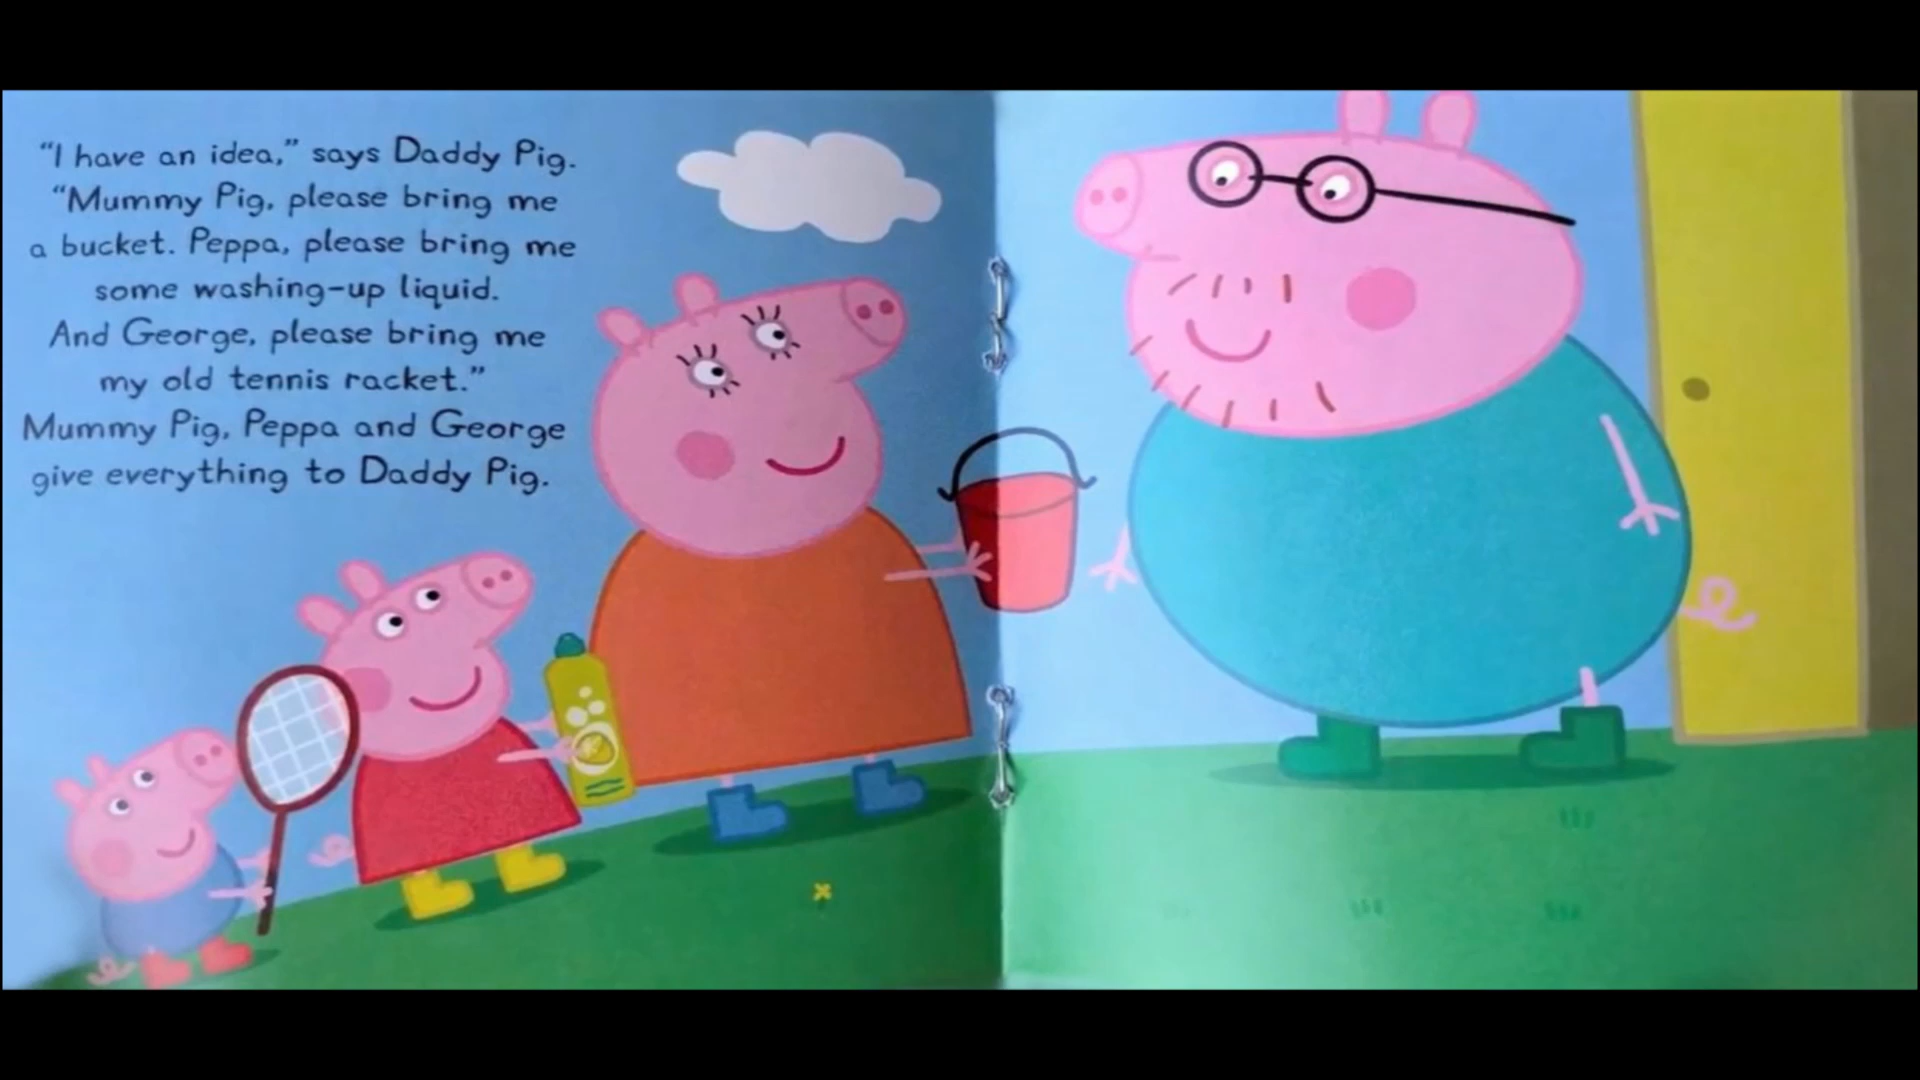 “I have an idea,” says Daddy Pig.
“Mummy Pig, please bring me
a bucket. Peppa, please bring me
some washing-up liquid.
And George, please bring me
my old tennis racket.”
Mummy Pig, Peppa and George
give everything to Daddy Pig.